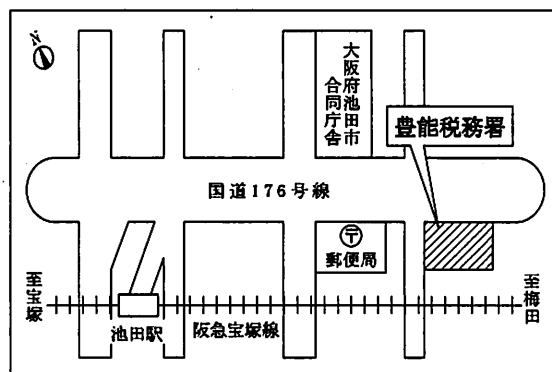 N
大阪府池田市
合同庁舎
豊能税務署
国道176号線
〒
郵便局
至宝塚
至梅田
池田駅
阪急宝塚線